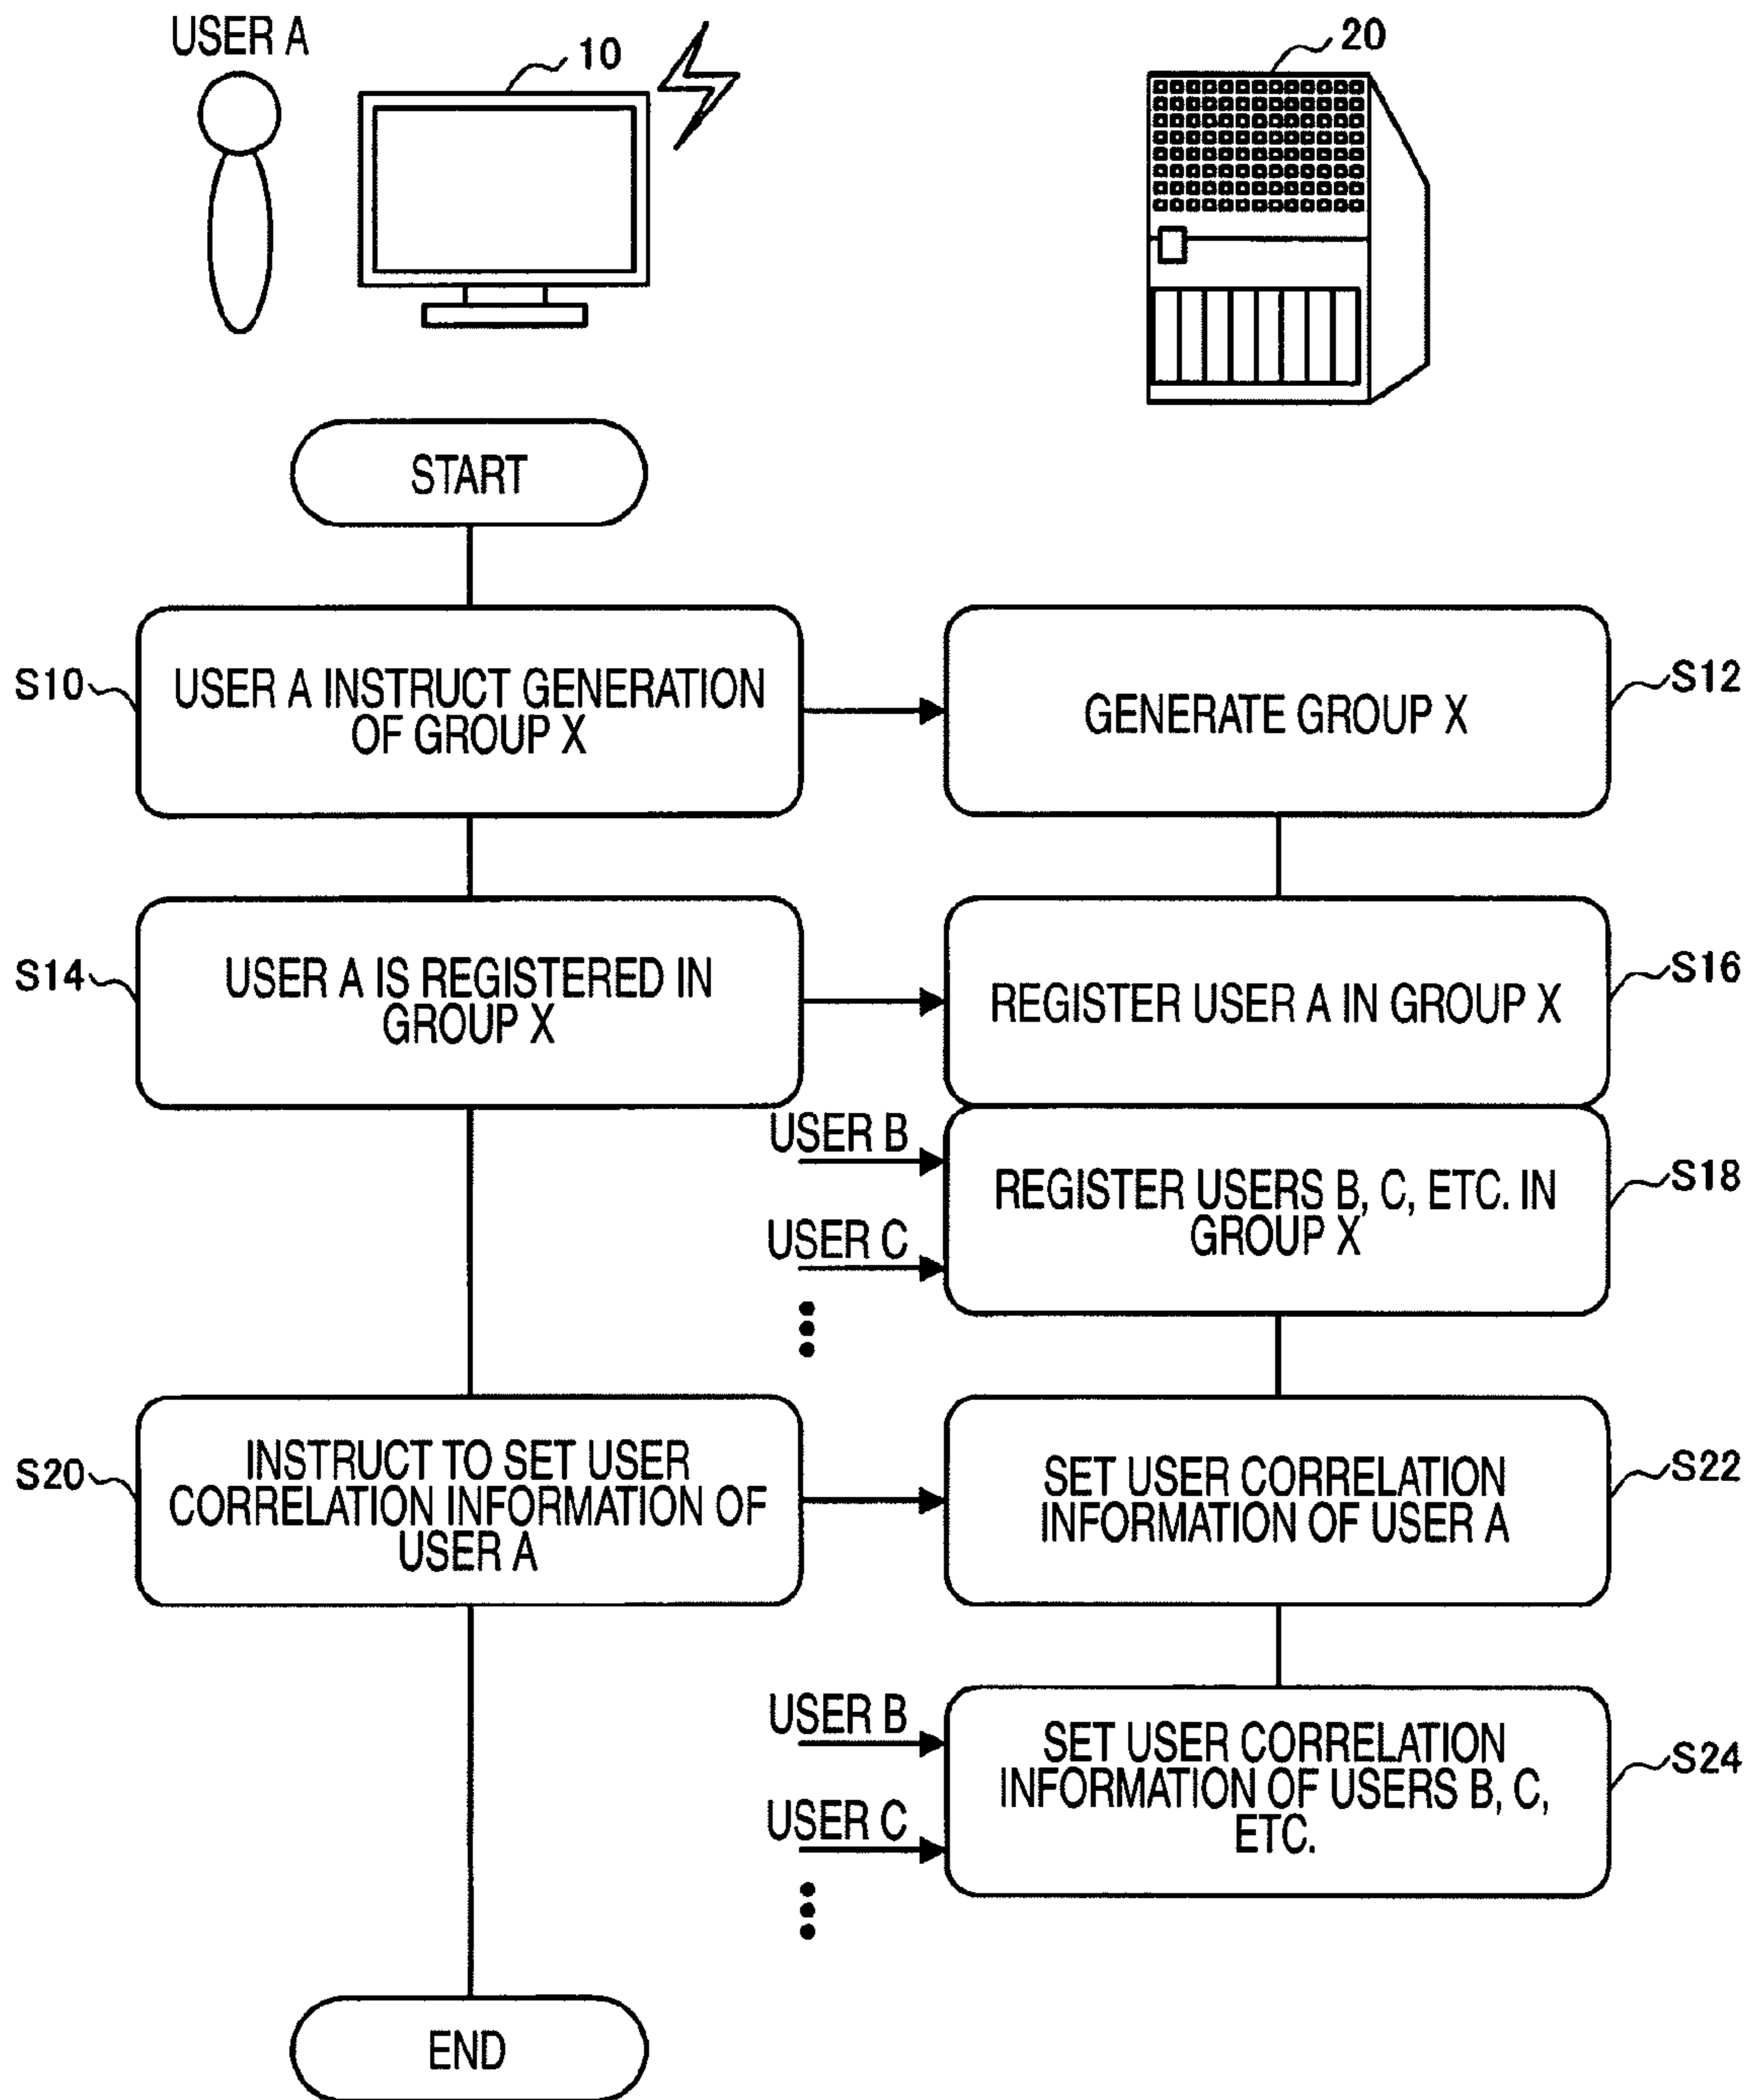 USER A
10
20
START
S10
USER A INSTRUCT GENERATION
OF GROUP X
GENERATE GROUP X
S12
S14
USER A IS REGISTERED IN
GROUP X
REGISTER USER A IN GROUP X
S16
USER B
USER C
REGISTER USERS B, C, ETC. IN
GROUP X
S18
S20
INSTRUCT TO SET USER
CORRELATION INFORMATION OF
USER A
SET USER CORRELATION
INFORMATION OF USER A
S22
USER B
USER C
SET USER CORRELATION
INFORMATION OF USERS B, C,
ETC.
S24
END